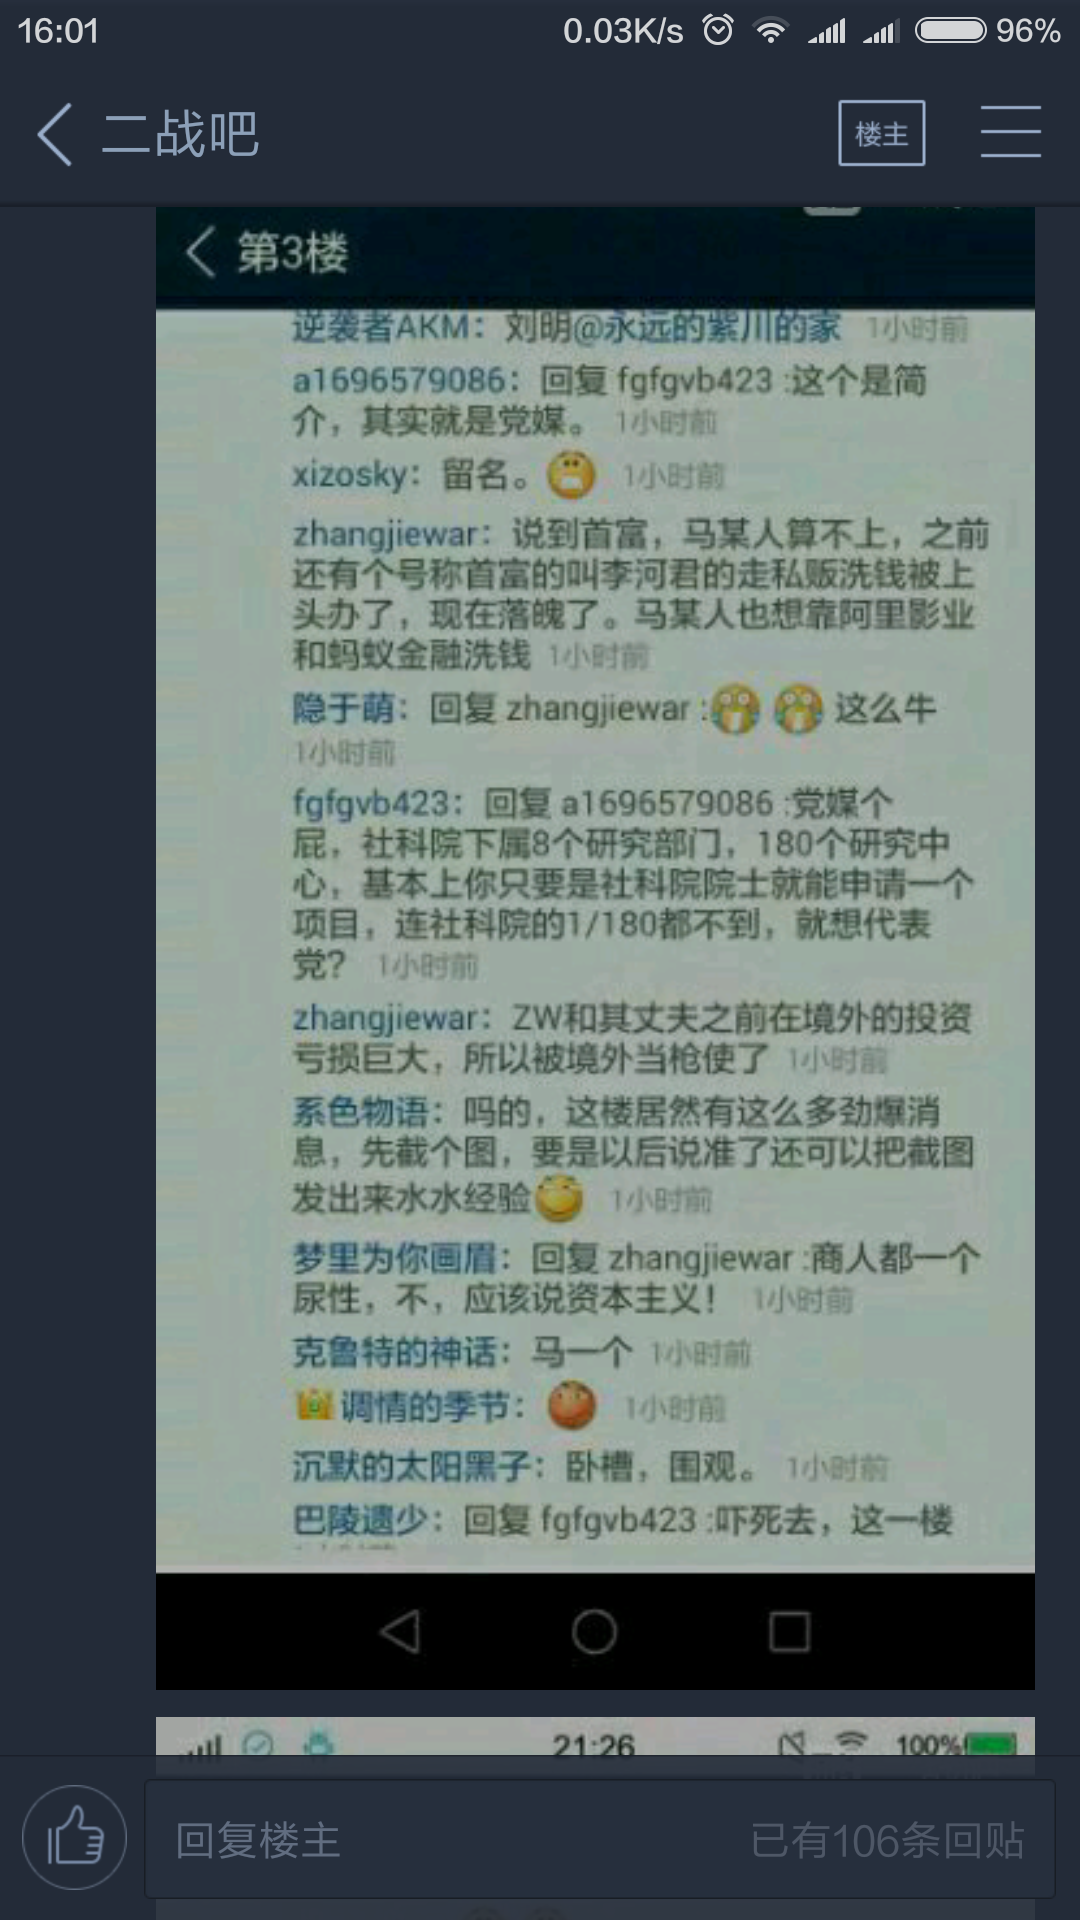 16:01
0.03K/s
96%
二战吧
楼主
第3楼
逆袭者AKM：刘明@永远的紫川的家 1小时前
a1696579086：回复 fgfgvb423 :这个是简
介，其实就是党媒。 1小时前
xizosky：留名。 1小时前
zhangjiewar：说到首富，马某人算不上，之前
还有个号称首富的叫李河君的走私贩洗钱被上
头办了，现在落魄了。马某人也想靠阿里影业
和蚂蚁金融洗钱 1小时前
隐于萌：回复 zhangjiewar : 这么牛
1小时前
fgfgvb423：回复 a1696579086 :党媒个
屁，社科院下属8个研究部门，180个研究中
心，基本上你只要是社科院院士就能申请一个
项目，连社科院的1/180都不到，就想代表
党？ 1小时前
zhangjiewar：ZW和其丈夫之前在境外的投资
亏损巨大，所以被境外当枪使了 1小时前
系色物语：吗的，这楼居然有这么多劲爆消
息，先截个图，要是以后说准了还可以把截图
发出来水水经验 1小时前
梦里为你画眉：回复 zhangjiewar :商人都一个
尿性，不，应该说资本主义！ 1小时前
克鲁特的神话：马一个 1小时前
调情的季节： 1小时前
沉默的太阳黑子：卧槽，围观。 1小时前
巴陵遗少：回复 fgfgvb423 :吓死去，这一楼
21:26
100%
回复楼主
已有106条回贴